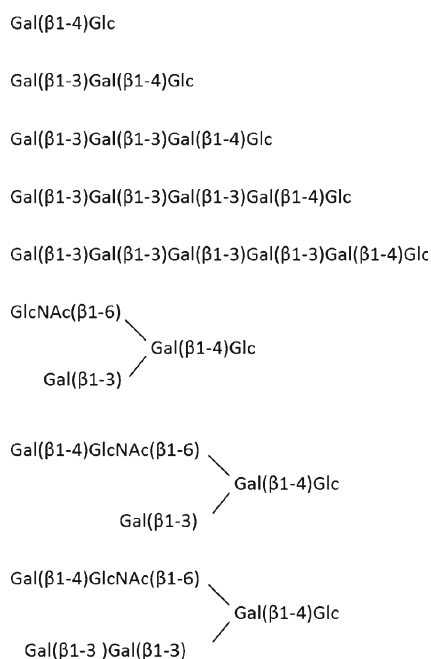 Gal(β1-4)Glc
Gal(β1-3)Gal(β1-4)Glc
Gal(β1-3)Gal(β1-3)Gal(β1-4)Glc
Gal(β1-3)Gal(β1-3)Gal(β1-3)Gal(β1-4)Glc
Gal(β1-3)Gal(β1-3)Gal(β1-3)Gal(β1-3)Gal(β1-4)Glc
GlcNAc(β1-6)
Gal(β1-4)Glc
Gal(β1-3)
Gal(β1-4)GlcNAc(β1-6)
Gal(β1-4)Glc
Gal(β1-3)
Gal(β1-4)GlcNAc(β1-6)
Gal(β1-4)Glc
Gal(β1-3 )Gal(β1-3)